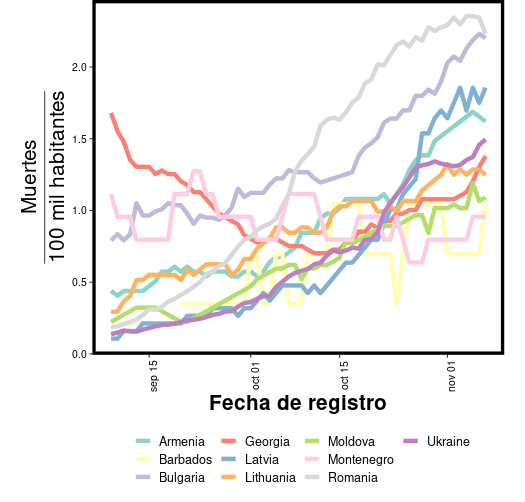 Muertes
100 mil habitantes
2.0
1.5
1.0
0.5
0.0
sep 15
oct 01
oct 15
nov 01
Fecha de registro
Armenia Georgia Moldova Ukraine
Barbados Latvia Montenegro
Bulgaria Lithuania Romania